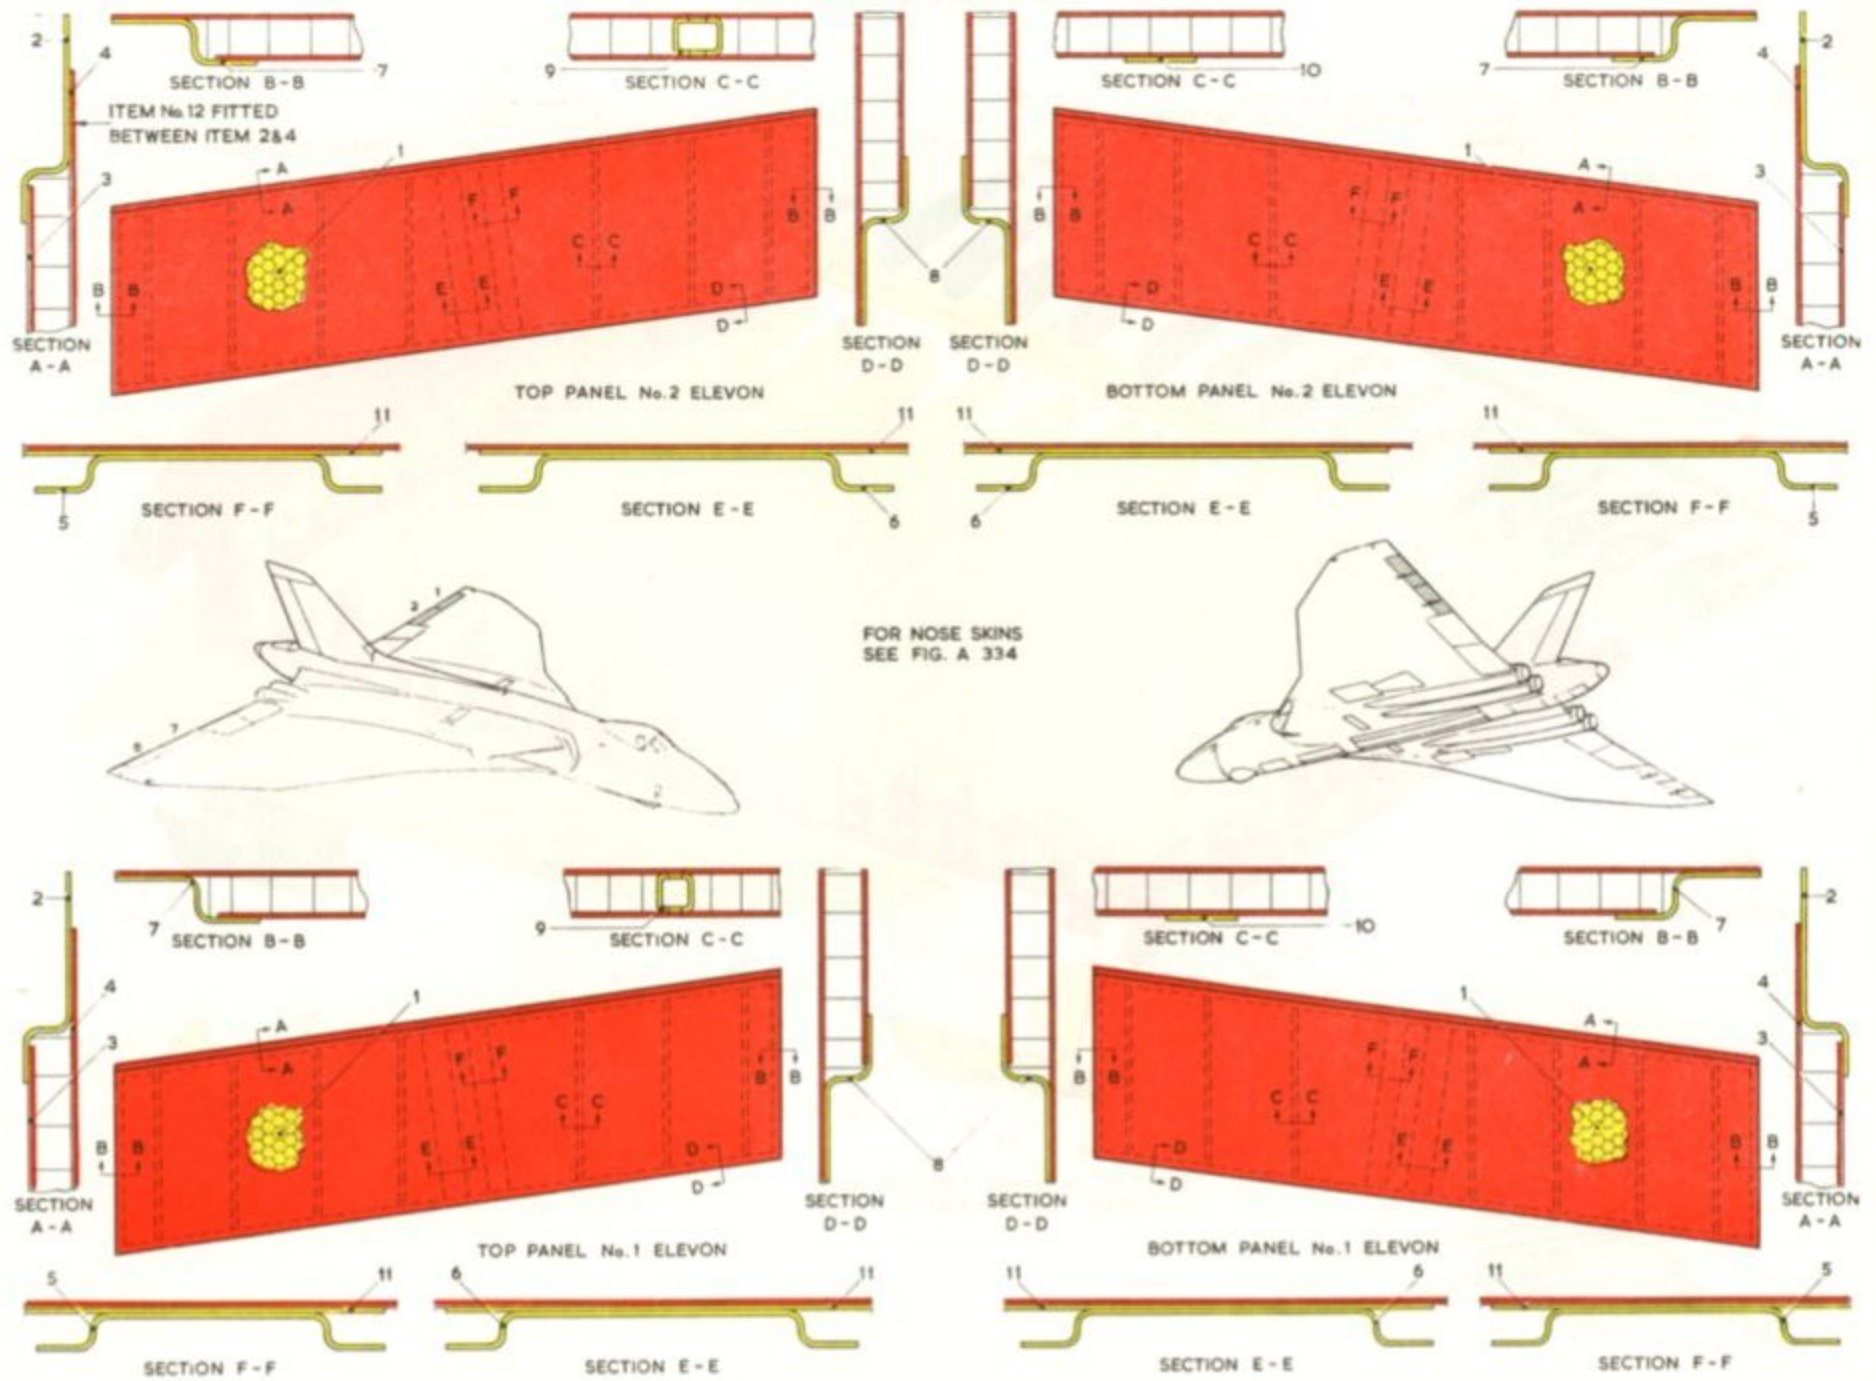 2
4
7
SECTION B-B
9
SECTION C-C
SECTION C-C
10
7
SECTION B-B
4
2
ITEM No.12 FITTED
BETWEEN ITEM 2&4
A
A
1
3
F
F
B
B
C
C
B
B
E
E
D
D
8
B
B
1
A
A
3
F
F
C
C
D
D
E
E
B
B
SECTION
A-A
SECTION
D-D
SECTION
D-D
SECTION
A-A
TOP PANEL No.2 ELEVON
BOTTOM PANEL No.2 ELEVON
11
11
11
11
5
SECTION F-F
SECTION E-E
6
6
SECTION E-E
SECTION F-F
5
2
1
FOR NOSE SKINS
SEE FIG. A 334
7
8
2
7
SECTION B-B
9
SECTION C-C
SECTION C-C
10
SECTION B-B
7
2
4
1
1
4
A
A
3
A
A
3
F
F
B
B
B
B
F
F
C
C
C
C
B
B
E
E
D
D
8
D
D
E
E
B
B
SECTION
A-A
SECTION
D-D
SECTION
D-D
SECTION
A-A
TOP PANEL No.1 ELEVON
BOTTOM PANEL No.1 ELEVON
5
11
6
11
11
6
11
5
SECTION F-F
SECTION E-E
SECTION E-E
SECTION F-F